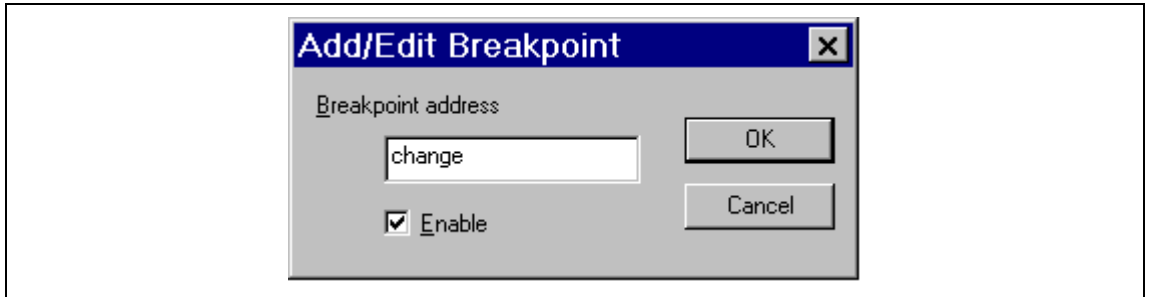 Add/Edit Breakpoint
Breakpoint address
change
OK
Enable
Cancel